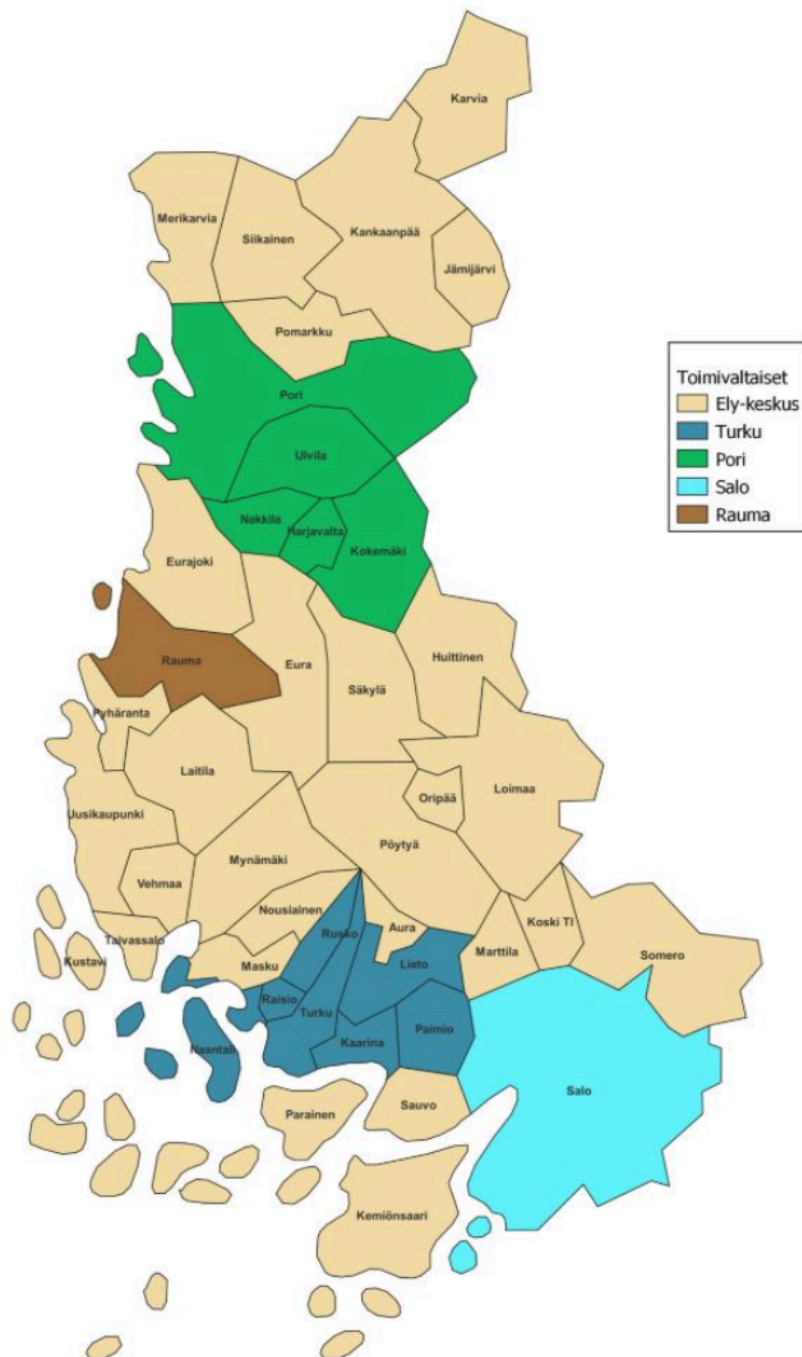 Karvia
Merikarvia
Siikainen
Kankaanpää
Jämijärvi
Pomarkku
Pori
Ulvila
Nakkila
Harjavalta
Kokemäki
Eurajoki
Rauma
Eura
Säkylä
Huittinen
Pyhäranta
Laitila
Uusikaupunki
Oripää
Loimaa
Pöytyä
Mynämäki
Vehmaa
Nousiainen
Taivassalo
Kustavi
Masku
Rusko
Aura
Lieto
Marttila
Koski Tl
Somero
Raisio
Turku
Naantali
Kaarina
Paimio
Sauvo
Parainen
Salo
Kemiönsaari
Toimivaltaiset
Ely-keskus
Turku
Pori
Salo
Rauma